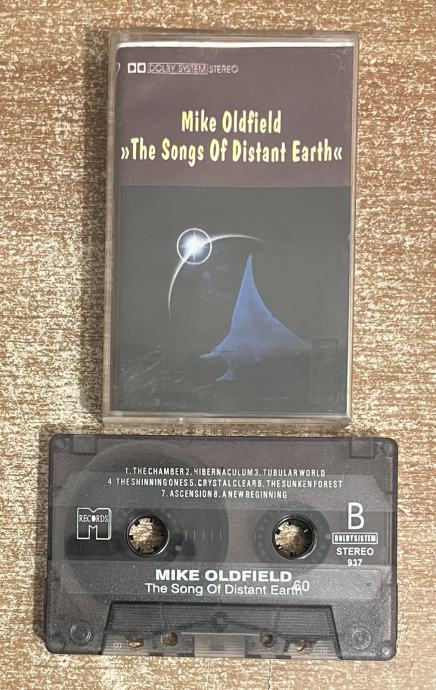 DOLBY SYSTEM STEREO
Mike Oldfield
»The Songs Of Distant Earth«
1. THE CHAMBER 2. HIBERNACULUM 3. TUBULAR WORLD
4. THE SHINNING ONES 5. CRYSTAL CLEAR 6. THE SUNKEN FOREST
7. ASCENSION 8. A NEW BEGINNING
M RECORDS
B
DOLBY SISTEM
STEREO
937
MIKE OLDFIELD
The Song Of Distant Earth
60